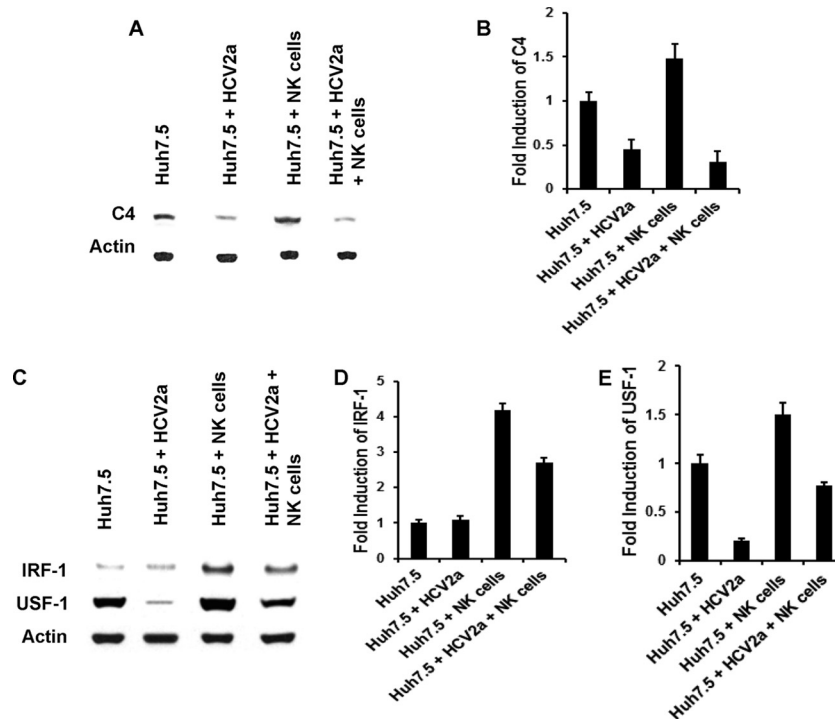 A
Huh7.5
Huh7.5 + HCV2a
Huh7.5 + NK cells
Huh7.5 + HCV2a
+ NK cells
C4
Actin
B
Fold Induction of C4
2
1.5
1
0.5
0
Huh7.5
Huh7.5 + HCV2a
Huh7.5 + NK cells
Huh7.5 + HCV2a + NK cells
C
Huh7.5
Huh7.5 + HCV2a
Huh7.5 + NK cells
Huh7.5 + HCV2a +
NK cells
IRF-1
USF-1
Actin
D
Fold Induction of IRF-1
5
4
3
2
1
0
Huh7.5
Huh7.5 + HCV2a
Huh7.5 + NK cells
Huh7.5 + HCV2a + NK cells
E
Fold Induction of USF-1
2
1.5
1
0.5
0
Huh7.5
Huh7.5 + HCV2a
Huh7.5 + NK cells
Huh7.5 + HCV2a + NK cells